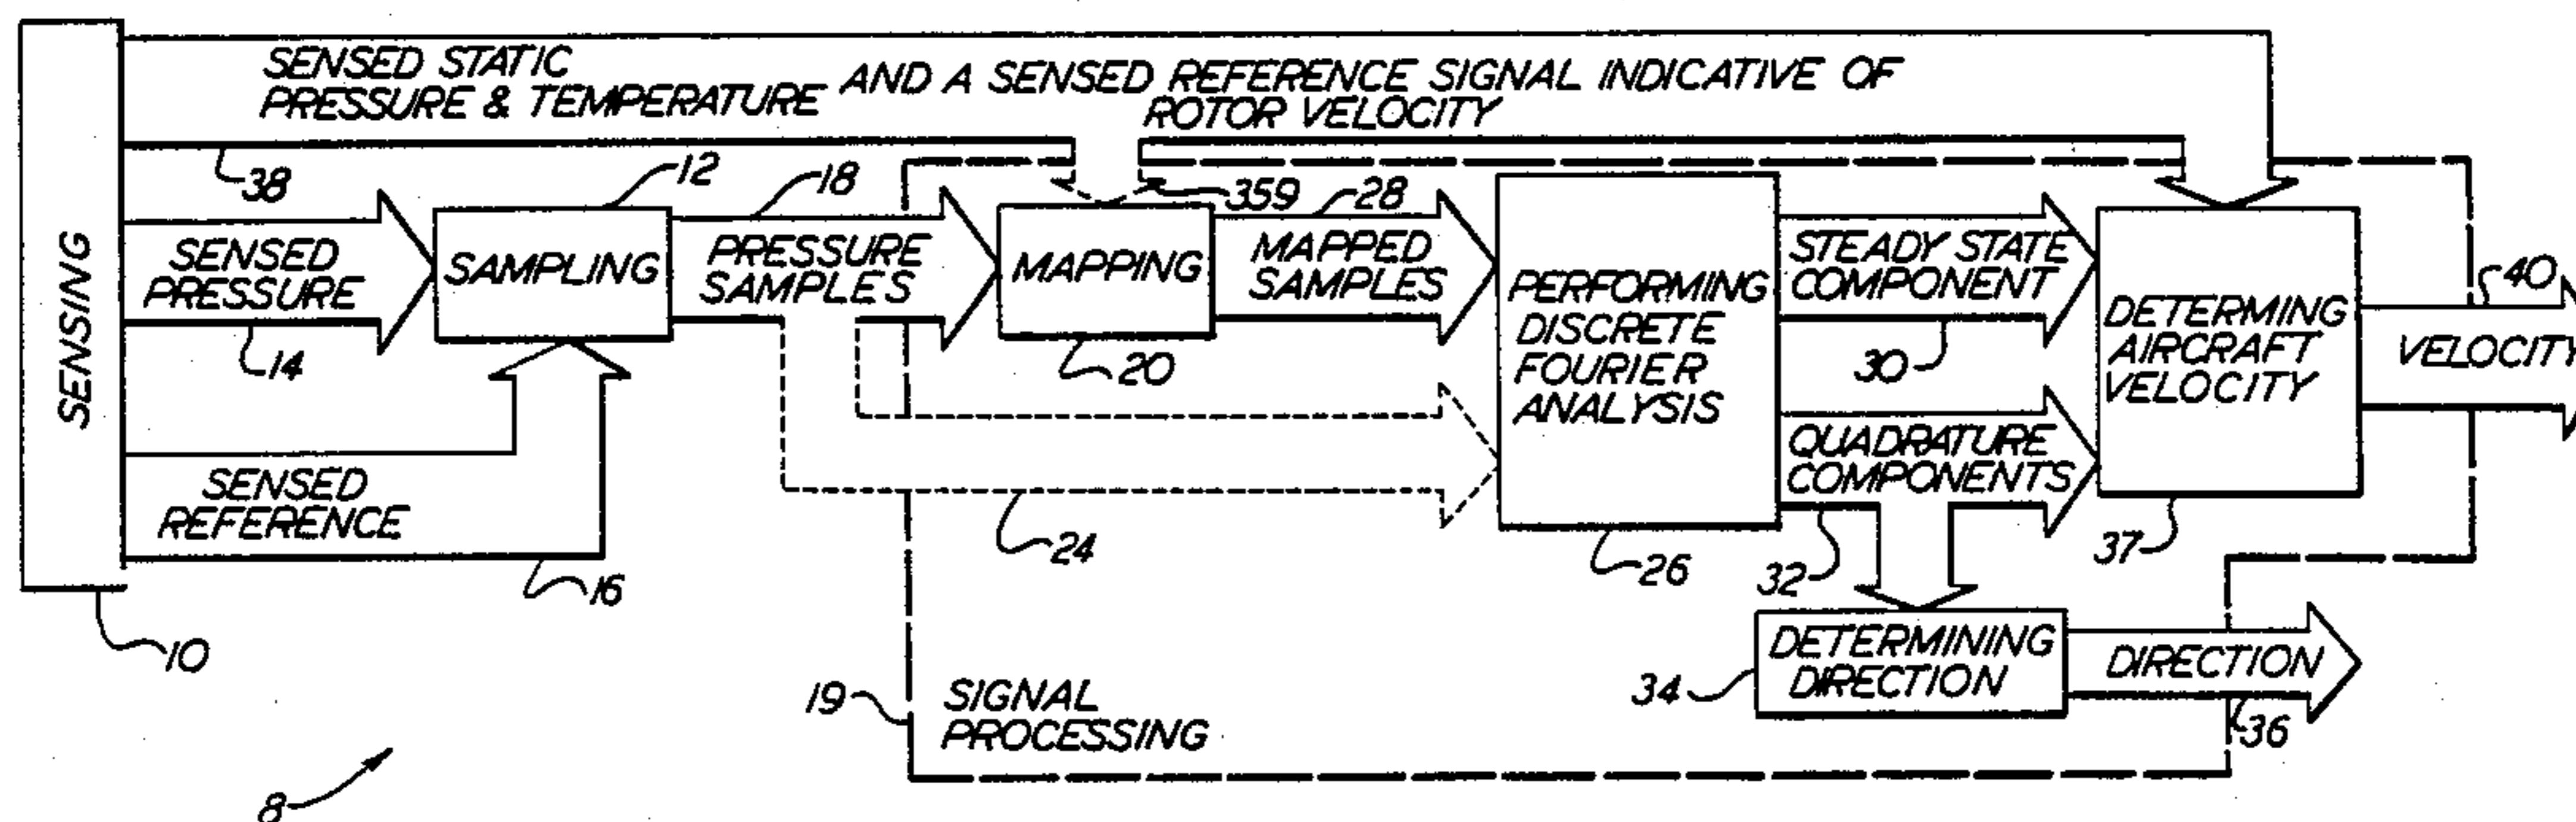 SENSING
SENSED STATIC
PRESSURE & TEMPERATURE AND A SENSED REFERENCE SIGNAL INDICATIVE OF
ROTOR VELOCITY
38
12
18
359
28
SENSED
PRESSURE
14
SAMPLING
PRESSURE
SAMPLES
MAPPING
20
MAPPED
SAMPLES
PERFORMING
DISCRETE
FOURIER
ANALYSIS
26
STEADY STATE
COMPONENT
30
QUADRATURE
COMPONENTS
32
DETERMING
AIRCRAFT
VELOCITY
37
40
VELOCITY
SENSED
REFERENCE
16
24
10
DETERMINING
DIRECTION
34
DIRECTION
36
19
SIGNAL
PROCESSING
8